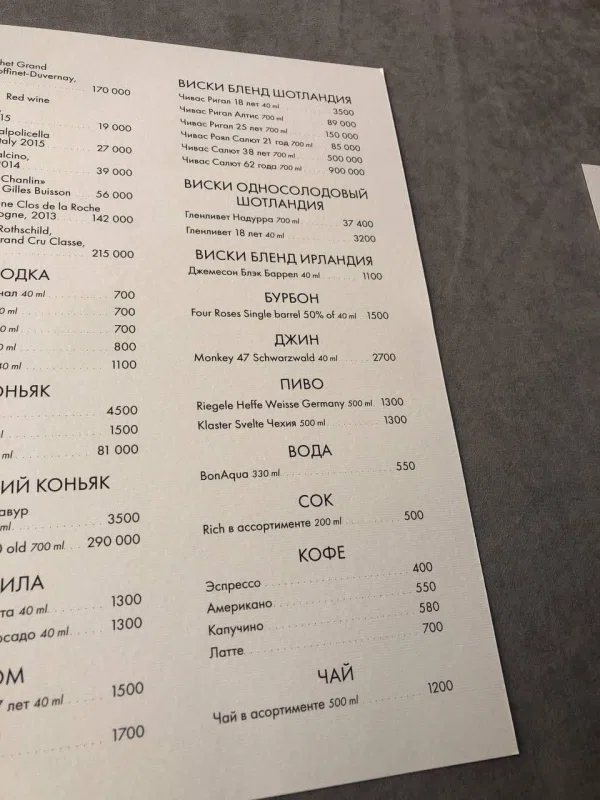 het Grand
offinet-Duvernay,
170 000
Red wine
15
19 000
alpolicella
taly 2015
27 000
alcino,
2014
39 000
Chanlin»
Gilles Buisson 56 000
ne Clos de la Roche
ogne, 2013 142 000
Rothschild,
rand Cru Classe,
215 000
ОДКА
нал 40 ml 700
0 ml 700
0 ml 700
40 ml 800
40 ml 1100
ОНЬЯК
4500
ml 1500
ml 81 000
ИЙ КОНЬЯК
авур
ml 3500
0 old 700 ml 290 000
ИЛА
та 40 ml 1300
осадо 40 ml 1300
ОМ
7 лет 40 ml 1500
1700
ВИСКИ БЛЕНД ШОТЛАНДИЯ
Чивас Ригал 18 лет 40 ml 3500
Чивас Ригал Алтис 700 ml 89 000
Чивас Ригал 25 лет 700 ml 150 000
Чивас Роял Салют 21 год 700 ml 85 000
Чивас Салют 38 лет 700 ml 500 000
Чивас Салют 62 года 700 ml 900 000
ВИСКИ ОДНОСОЛОДОВЫЙ
ШОТЛАНДИЯ
Гленливет Надурра 700 ml 37 400
Гленливет 18 лет 40 ml 3200
ВИСКИ БЛЕНД ИРЛАНДИЯ
Джемесон Блэк Баррел 40 ml 1100
БУРБОН
Four Roses Single barrel 50% of 40 ml 1500
ДЖИН
Monkey 47 Schwarzwald 40 ml 2700
ПИВО
Riegele Heffe Weisse Germany 500 ml 1300
Klaster Svelte Чехия 500 ml 1300
ВОДА
BonAqua 330 ml 550
СОК
Rich в ассортименте 200 ml 500
КОФЕ
Эспрессо 400
Американо 550
Капучино 580
Латте 700
ЧАЙ
Чай в асортименте 500 ml 1200